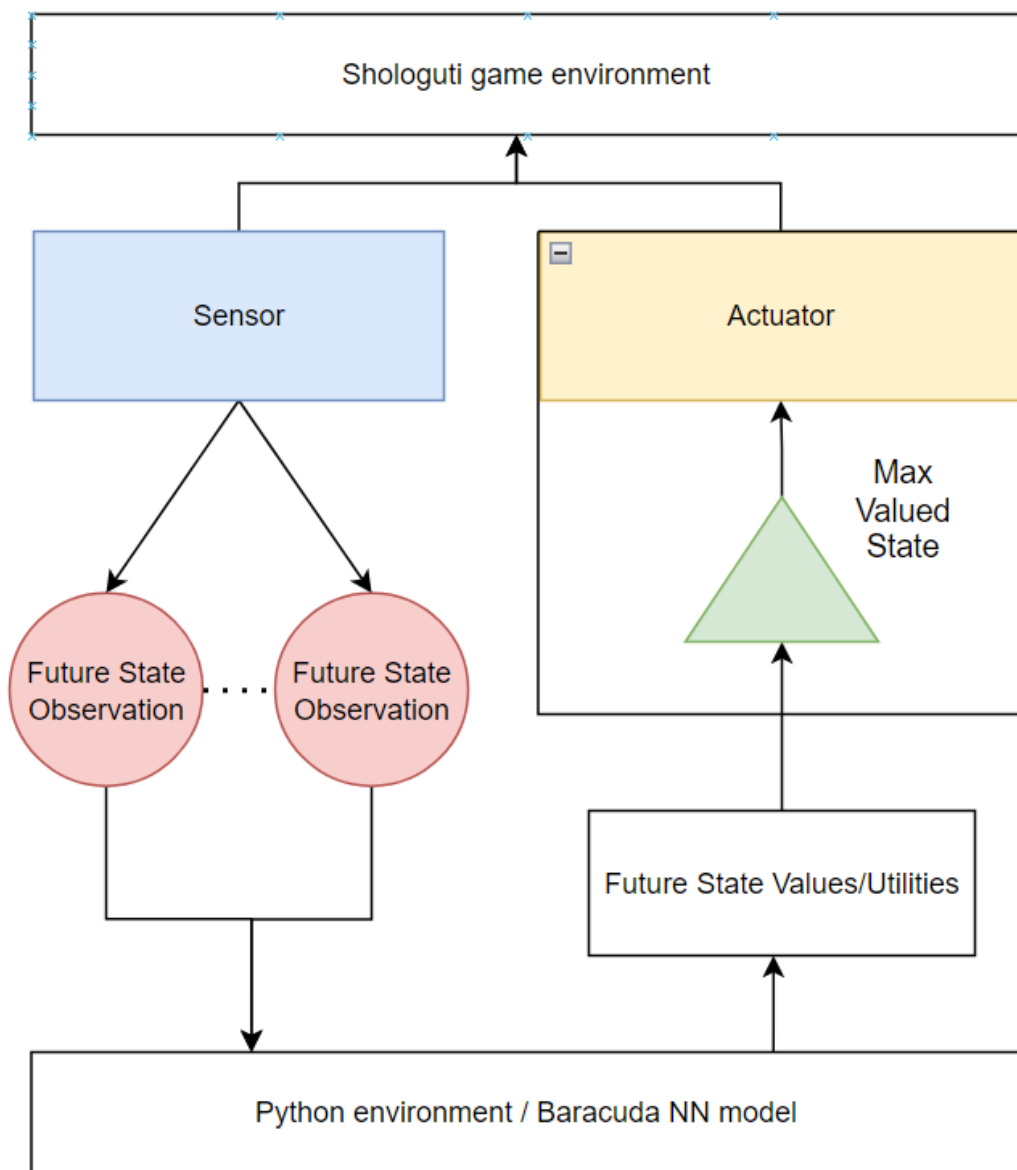 Shologuti game environment
Sensor
Actuator
Max
Valued
State
Future State
Observation
Future State
Observation
Future State Values/Utilities
Python environment / Baracuda NN model